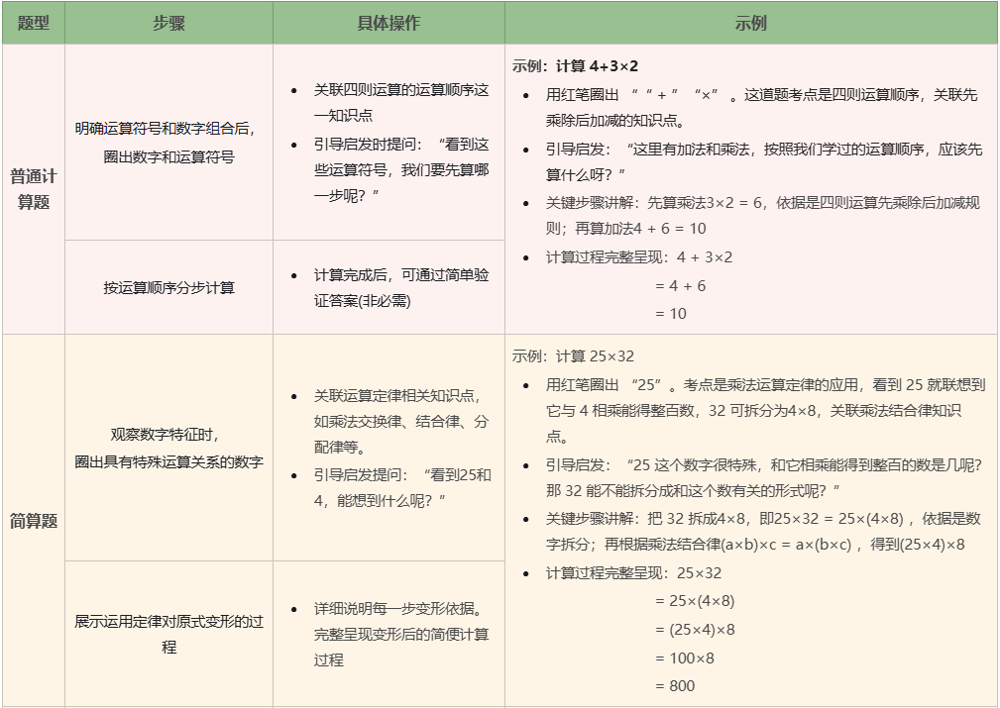 题型 步骤 具体操作 示例
普通计
算题
明确运算符号和数字组合后，
圈出数字和运算符号
• 关联四则运算的运算顺序这
一知识点
• 引导启发时提问：“看到这
些运算符号，我们要先算哪
一步呢？”
示例：计算 4+3×2
• 用红笔圈出 “ “ + ” “×” 。这道题考点是四则运算顺序，关联先
乘除后加减的知识点。
• 引导启发：“这里有加法和乘法，按照我们学过的运算顺序，应该先
算什么呀？”
• 关键步骤讲解：先算乘法3×2 = 6，依据是四则运算先乘除后加减规
则；再算加法4 + 6 = 10
• 计算过程完整呈现：4 + 3×2
= 4 + 6
= 10
按运算顺序分步计算
• 计算完成后，可通过简单验
证答案(非必需)
简算题
观察数字特征时，
圈出具有特殊运算关系的数字
• 关联运算定律相关知识点，
如乘法交换律、结合律、分
配律等。
• 引导启发提问：“看到25和
4，能想到什么呢？”
示例：计算 25×32
• 用红笔圈出 “25”。考点是乘法运算定律的应用，看到 25 就联想到
它与 4 相乘能得整百数，32 可拆分为4×8，关联乘法结合律知识
点。
• 引导启发：“25 这个数字很特殊，和它相乘能得到整百的数是几呢？
那 32 能不能拆分成和这个数有关的形式呢？”
• 关键步骤讲解：把 32 拆成4×8，即25×32 = 25×(4×8) ，依据是数
字拆分；再根据乘法结合律(a×b)×c = a×(b×c) ，得到(25×4)×8
• 计算过程完整呈现：25×32
= 25×(4×8)
= (25×4)×8
= 100×8
= 800
展示运用定律对原式变形的过
程
• 详细说明每一步变形依据。
完整呈现变形后的简便计算
过程